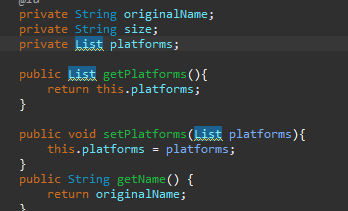 private String originalName;
private String size;
private List platforms;
public List getPlatforms(){
return this.platforms;
}
public void setPlatforms(List platforms){
this.platforms = platforms;
}
public String getName() {
return originalName;
}